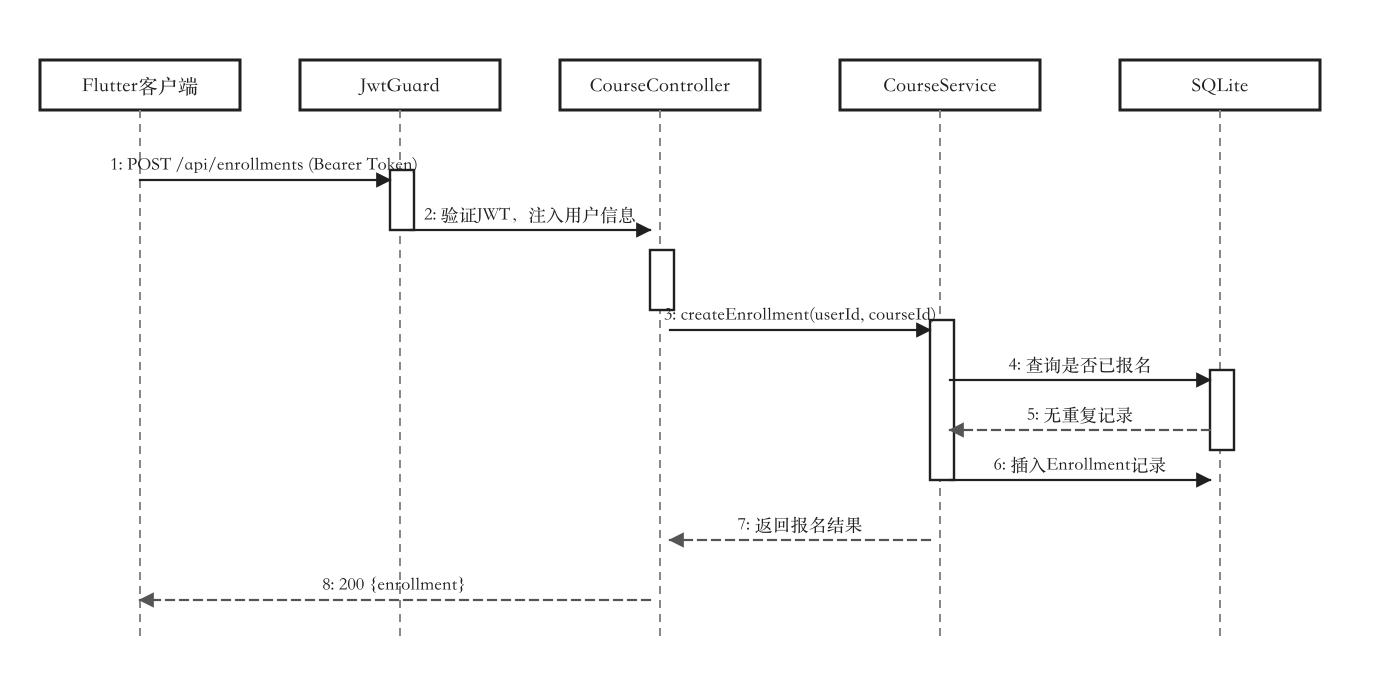 Flutter客户端
JwtGuard
CourseController
CourseService
SQLite
1: POST /api/enrollments (Bearer Token)
2: 验证JWT，注入用户信息
3: createEnrollment(userId, courseId)
4: 查询是否已报名
5: 无重复记录
6: 插入Enrollment记录
7: 返回报名结果
8: 200 {enrollment}